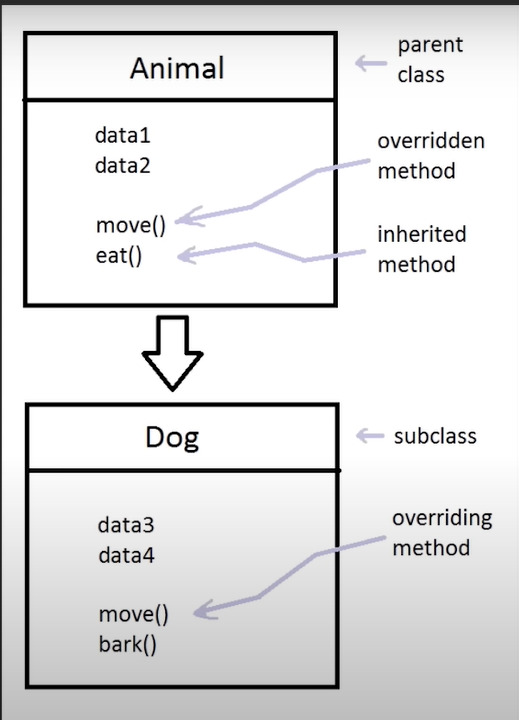 Animal
parent
class
data1
data2
overridden
method
move()
eat()
inherited
method
Dog
subclass
data3
data4
overriding
method
move()
bark()